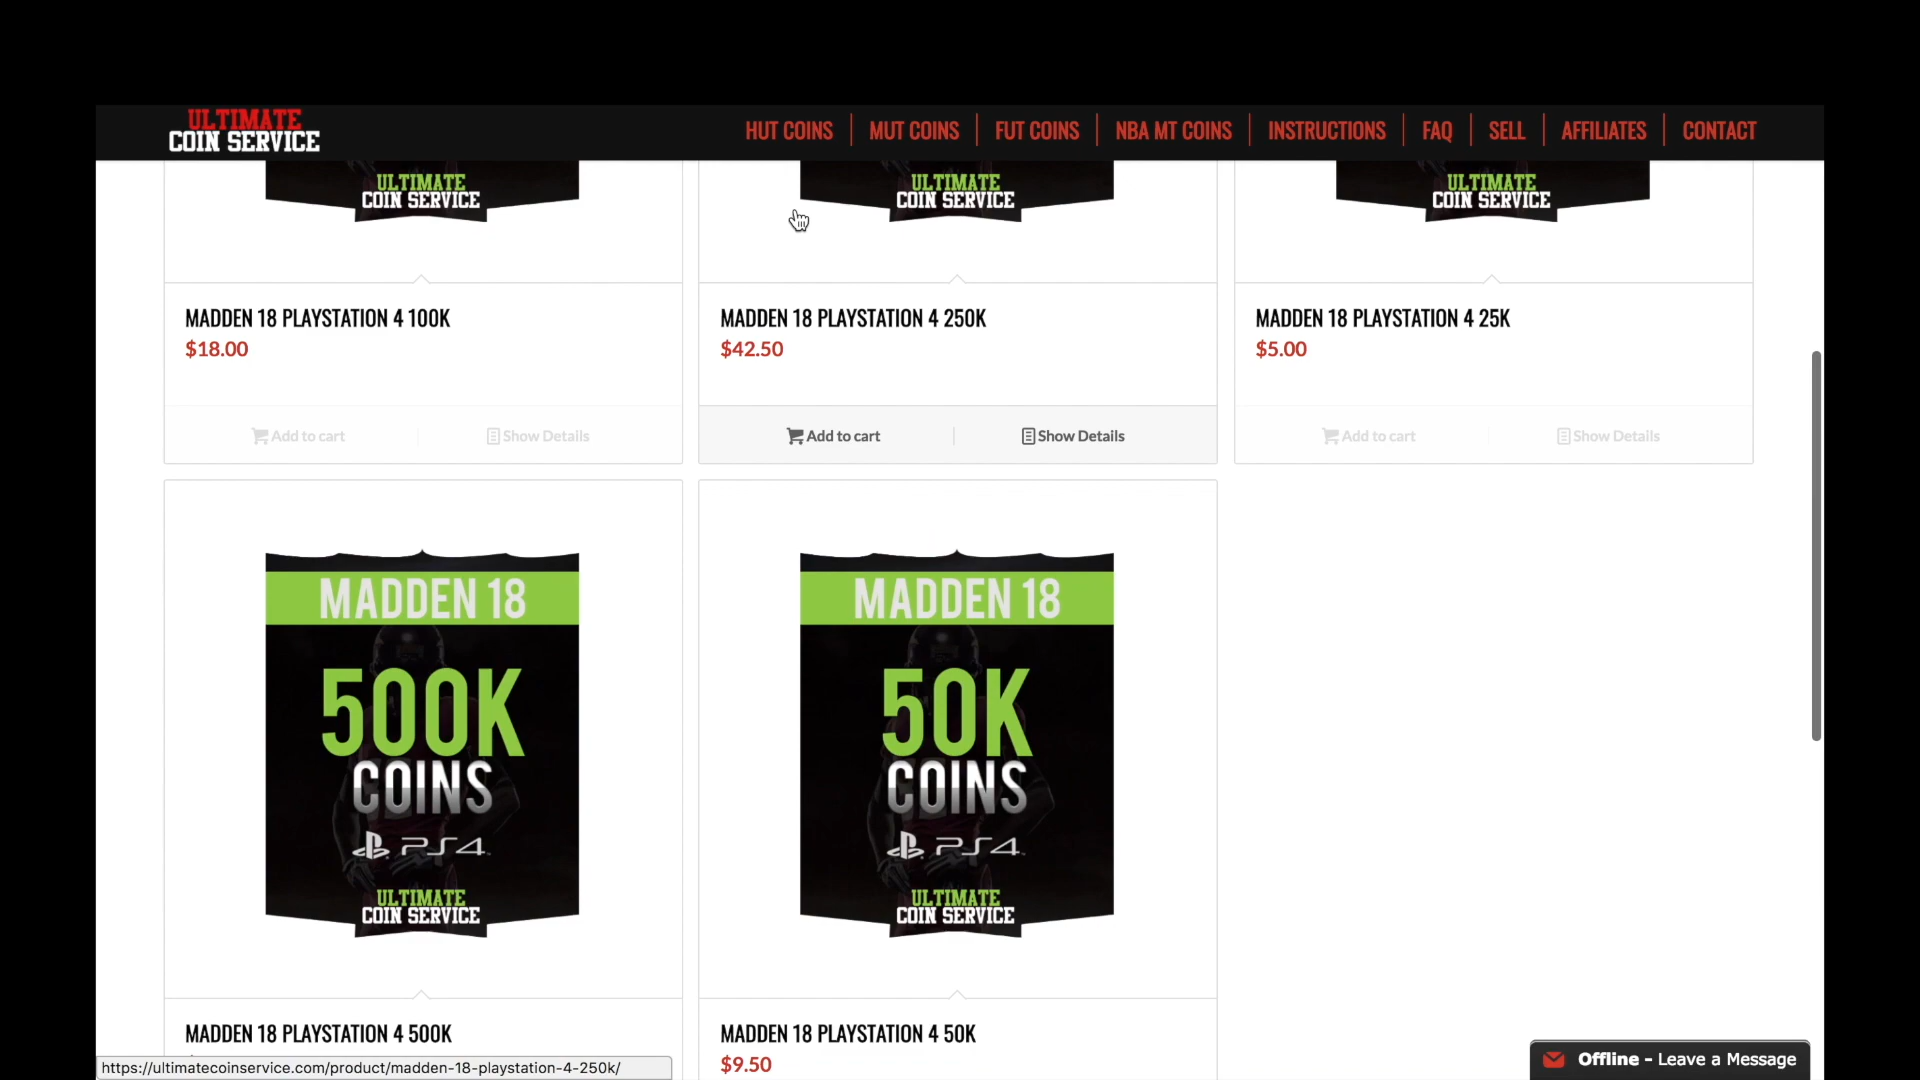 ULTIMATE
COIN SERVICE
HUT COINS
MUT COINS
FUT COINS
NBA MT COINS
INSTRUCTIONS
FAQ
SELL
AFFILIATES
CONTACT
ULTIMATE
COIN SERVICE
ULTIMATE
COIN SERVICE
ULTIMATE
COIN SERVICE
MADDEN 18 PLAYSTATION 4 100K
$18.00
Add to cart
Show Details
MADDEN 18 PLAYSTATION 4 250K
$42.50
Add to cart
Show Details
MADDEN 18 PLAYSTATION 4 25K
$5.00
Add to cart
Show Details
MADDEN 18
500K
COINS
PS4
ULTIMATE
COIN SERVICE
MADDEN 18 PLAYSTATION 4 500K
MADDEN 18
50K
COINS
PS4
ULTIMATE
COIN SERVICE
MADDEN 18 PLAYSTATION 4 50K
$9.50
https://ultimatecoinservice.com/product/madden-18-playstation-4-250k/
Offline - Leave a Message